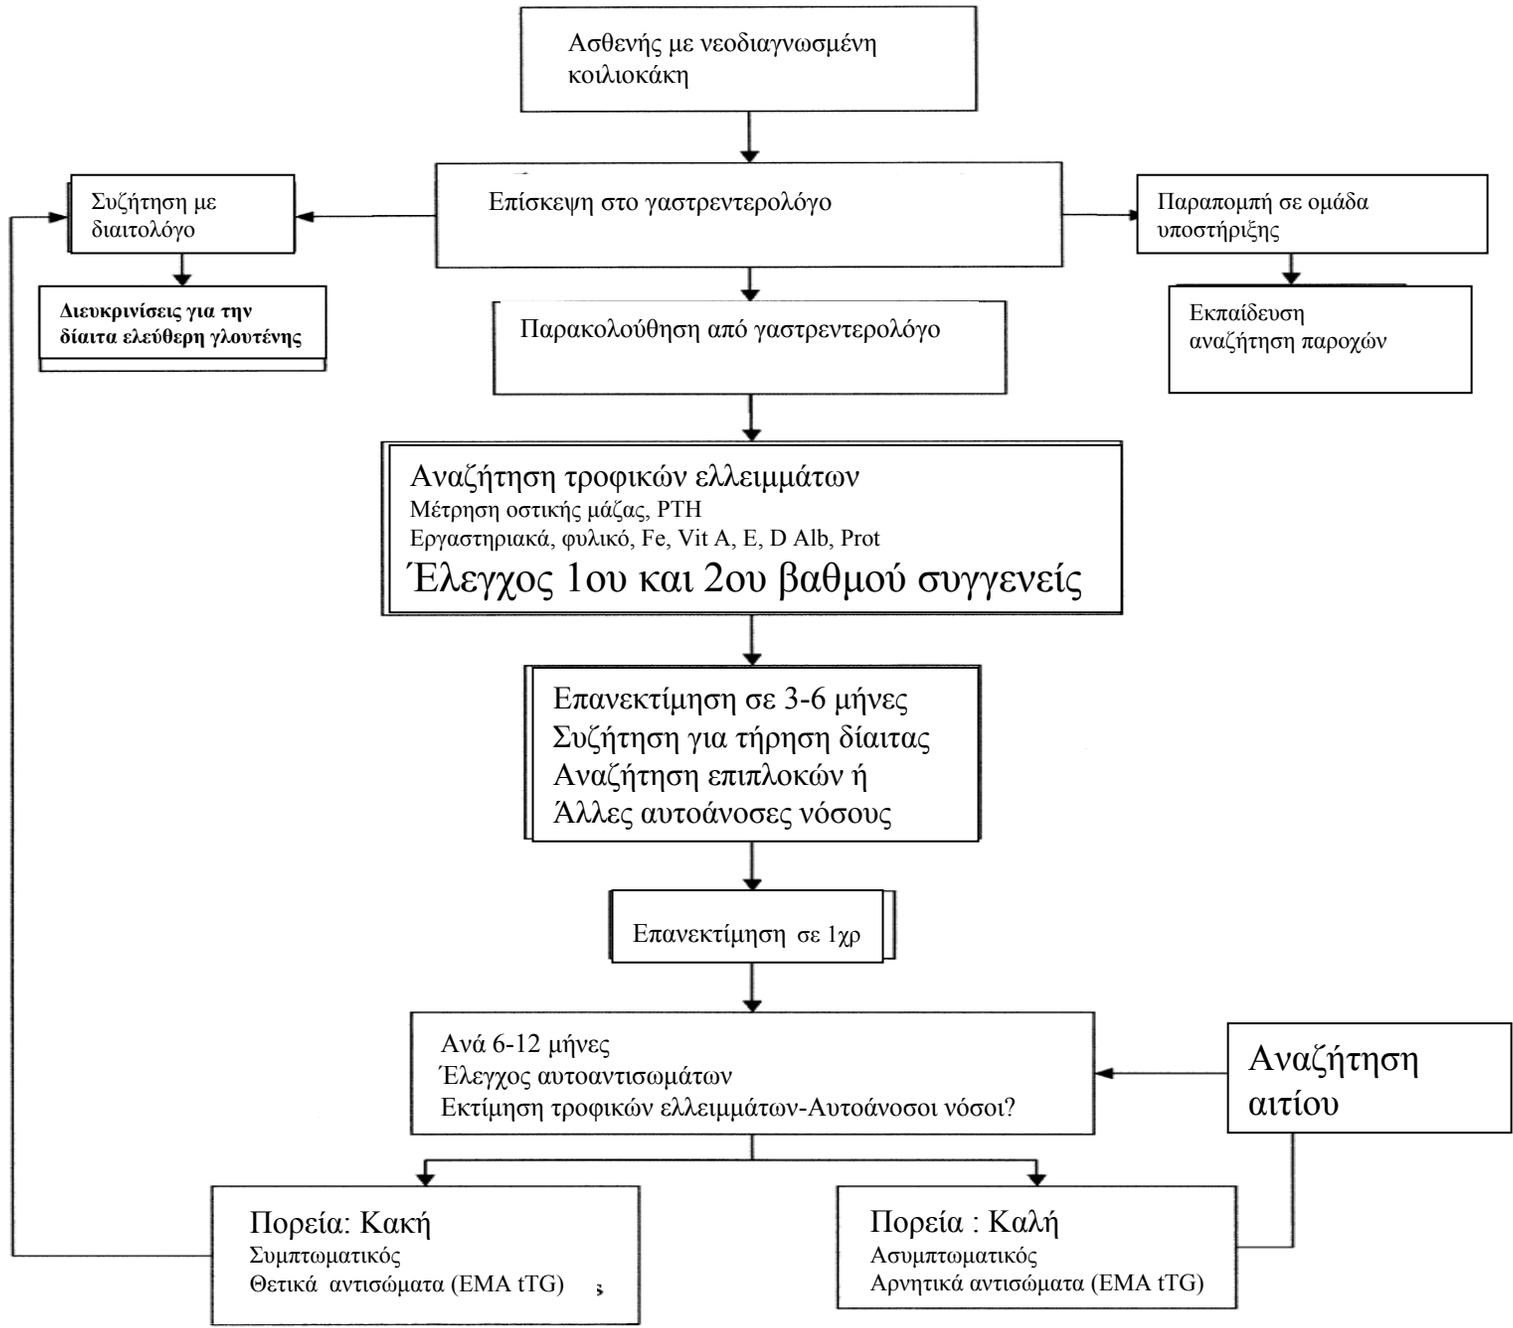 Ασθενής με νεοδιαγνωσμένη
κοιλιοκάκη
Επίσκεψη στο γαστρεντερολόγο
Συζήτηση με
διαιτολόγο
Παραπομπή σε ομάδα
υποστήριξης
Διευκρινίσεις για την
δίαιτα ελεύθερη γλουτένης
Παρακολούθηση από γαστρεντερολόγο
Εκπαίδευση
αναζήτηση παροχών
Αναζήτηση τροφικών ελλειμμάτων
Μέτρηση οστικής μάζας, PTH
Εργαστηριακά, φυλικό, Fe, Vit A, E, D Alb, Prot
Έλεγχος 1ου και 2ου βαθμού συγγενείς
Επανεκτίμηση σε 3-6 μήνες
Συζήτηση για τήρηση δίαιτας
Αναζήτηση επιπλοκών ή
Άλλες αυτοάνοσες νόσους
Επανεκτίμηση σε 1χρ
Ανά 6-12 μήνες
Έλεγχος αυτοαντισωμάτων
Εκτίμηση τροφικών ελλειμμάτων-Αυτοάνοσοι νόσοι?
Αναζήτηση
αιτίου
Πορεία: Κακή
Συμπτωματικός
Θετικά αντισώματα (EMA tTG)
Πορεία : Καλή
Ασυμπτωματικός
Αρνητικά αντισώματα (EMA tTG)